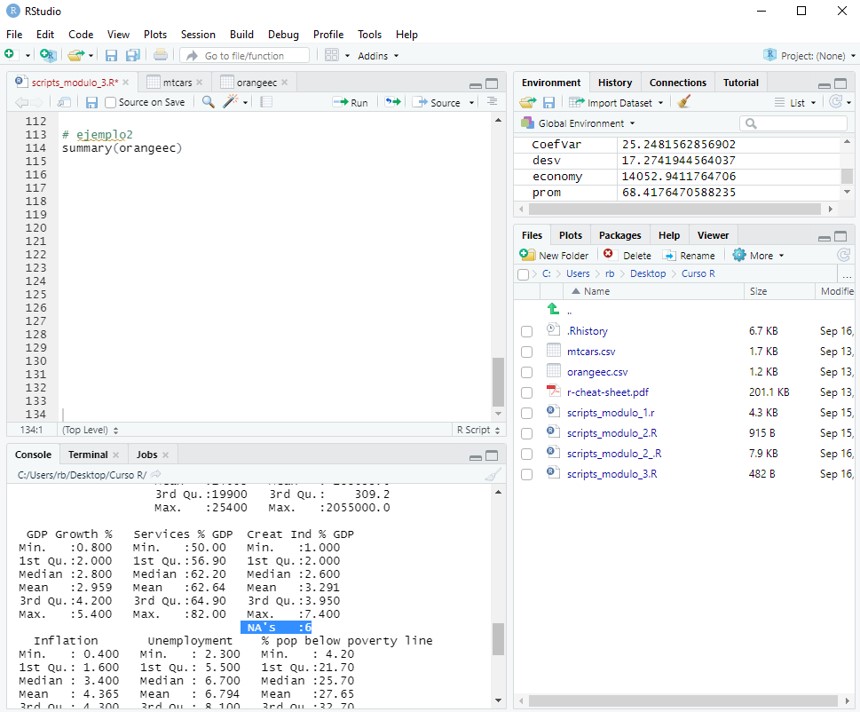 RStudio
File Edit Code View Plots Session Build Debug Profile Tools Help
Go to file/function Addins Project: (None)
scripts_modulo_3.R* mtcars orangeec
Source on Save Run Source
112
113 # ejemplo2
114 summary(orangeec)
115
116
117
118
119
120
121
122
123
124
125
126
127
128
129
130
131
132
133
134
134:1 (Top Level) R Script
Console Terminal Jobs
C:/Users/rb/Desktop/Curso R/
3rd Qu.:19900 3rd Qu.: 309.2
Max. :25400 Max. :2055000.0
GDP Growth % Services % GDP Creat Ind % GDP
Min. :0.800 Min. :50.00 Min. :1.000
1st Qu.:2.000 1st Qu.:56.90 1st Qu.:2.000
Median :2.800 Median :62.20 Median :2.600
Mean :2.959 Mean :62.64 Mean :3.291
3rd Qu.:4.200 3rd Qu.:64.90 3rd Qu.:3.950
Max. :5.400 Max. :82.00 Max. :7.400
NA's :6
Inflation Unemployment % pop below poverty line
Min. : 0.400 Min. : 2.300 Min. : 4.20
1st Qu.: 1.600 1st Qu.: 5.500 1st Qu.:21.70
Median : 3.400 Median : 6.700 Median :25.70
Mean : 4.365 Mean : 6.794 Mean :27.65
3rd Qu.: 4.300 3rd Qu.: 8.100 3rd Qu.:32.70
Environment History Connections Tutorial
Import Dataset List
Global Environment
CoefVar 25.2481562856902
desv 17.2741944564037
economy 14052.9411764706
prom 68.4176470588235
Files Plots Packages Help Viewer
New Folder Delete Rename More
C: Users rb Desktop Curso R ...
Name Size Modifie
..
.Rhistory 6.7 KB Sep 16,
mtcars.csv 1.7 KB Sep 13,
orangeec.csv 1.2 KB Sep 13,
r-cheat-sheet.pdf 201.1 KB Sep 13,
scripts_modulo_1.r 4.3 KB Sep 15,
scripts_modulo_2.R 915 B Sep 15,
scripts_modulo_2_.R 7.9 KB Sep 16,
scripts_modulo_3.R 482 B Sep 16,